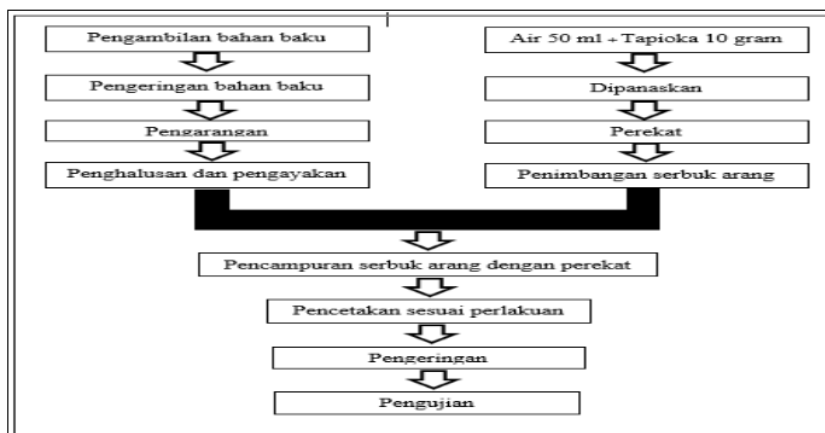 Pengambilan bahan baku
Pengeringan bahan baku
Pengarangan
Penghalusan dan pengayakan
Air 50 ml + Tapioka 10 gram
Dipanaskan
Perekat
Penimbangan serbuk arang
Pencampuran serbuk arang dengan perekat
Pencetakan sesuai perlakuan
Pengeringan
Pengujian